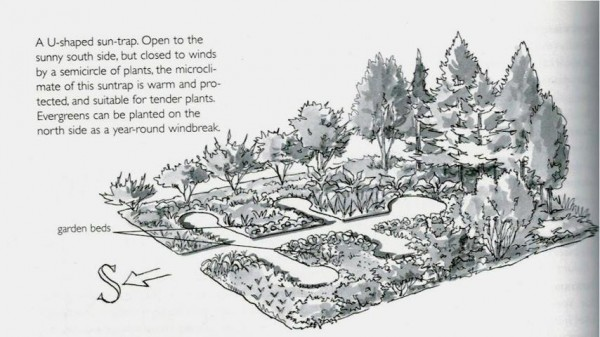 A U-shaped sun-trap. Open to the
sunny south side, but closed to winds
by a semicircle of plants, the microcli-
mate of this suntrap is warm and pro-
tected, and suitable for tender plants.
Evergreens can be planted on the
north side as a year-round windbreak.
garden beds
S